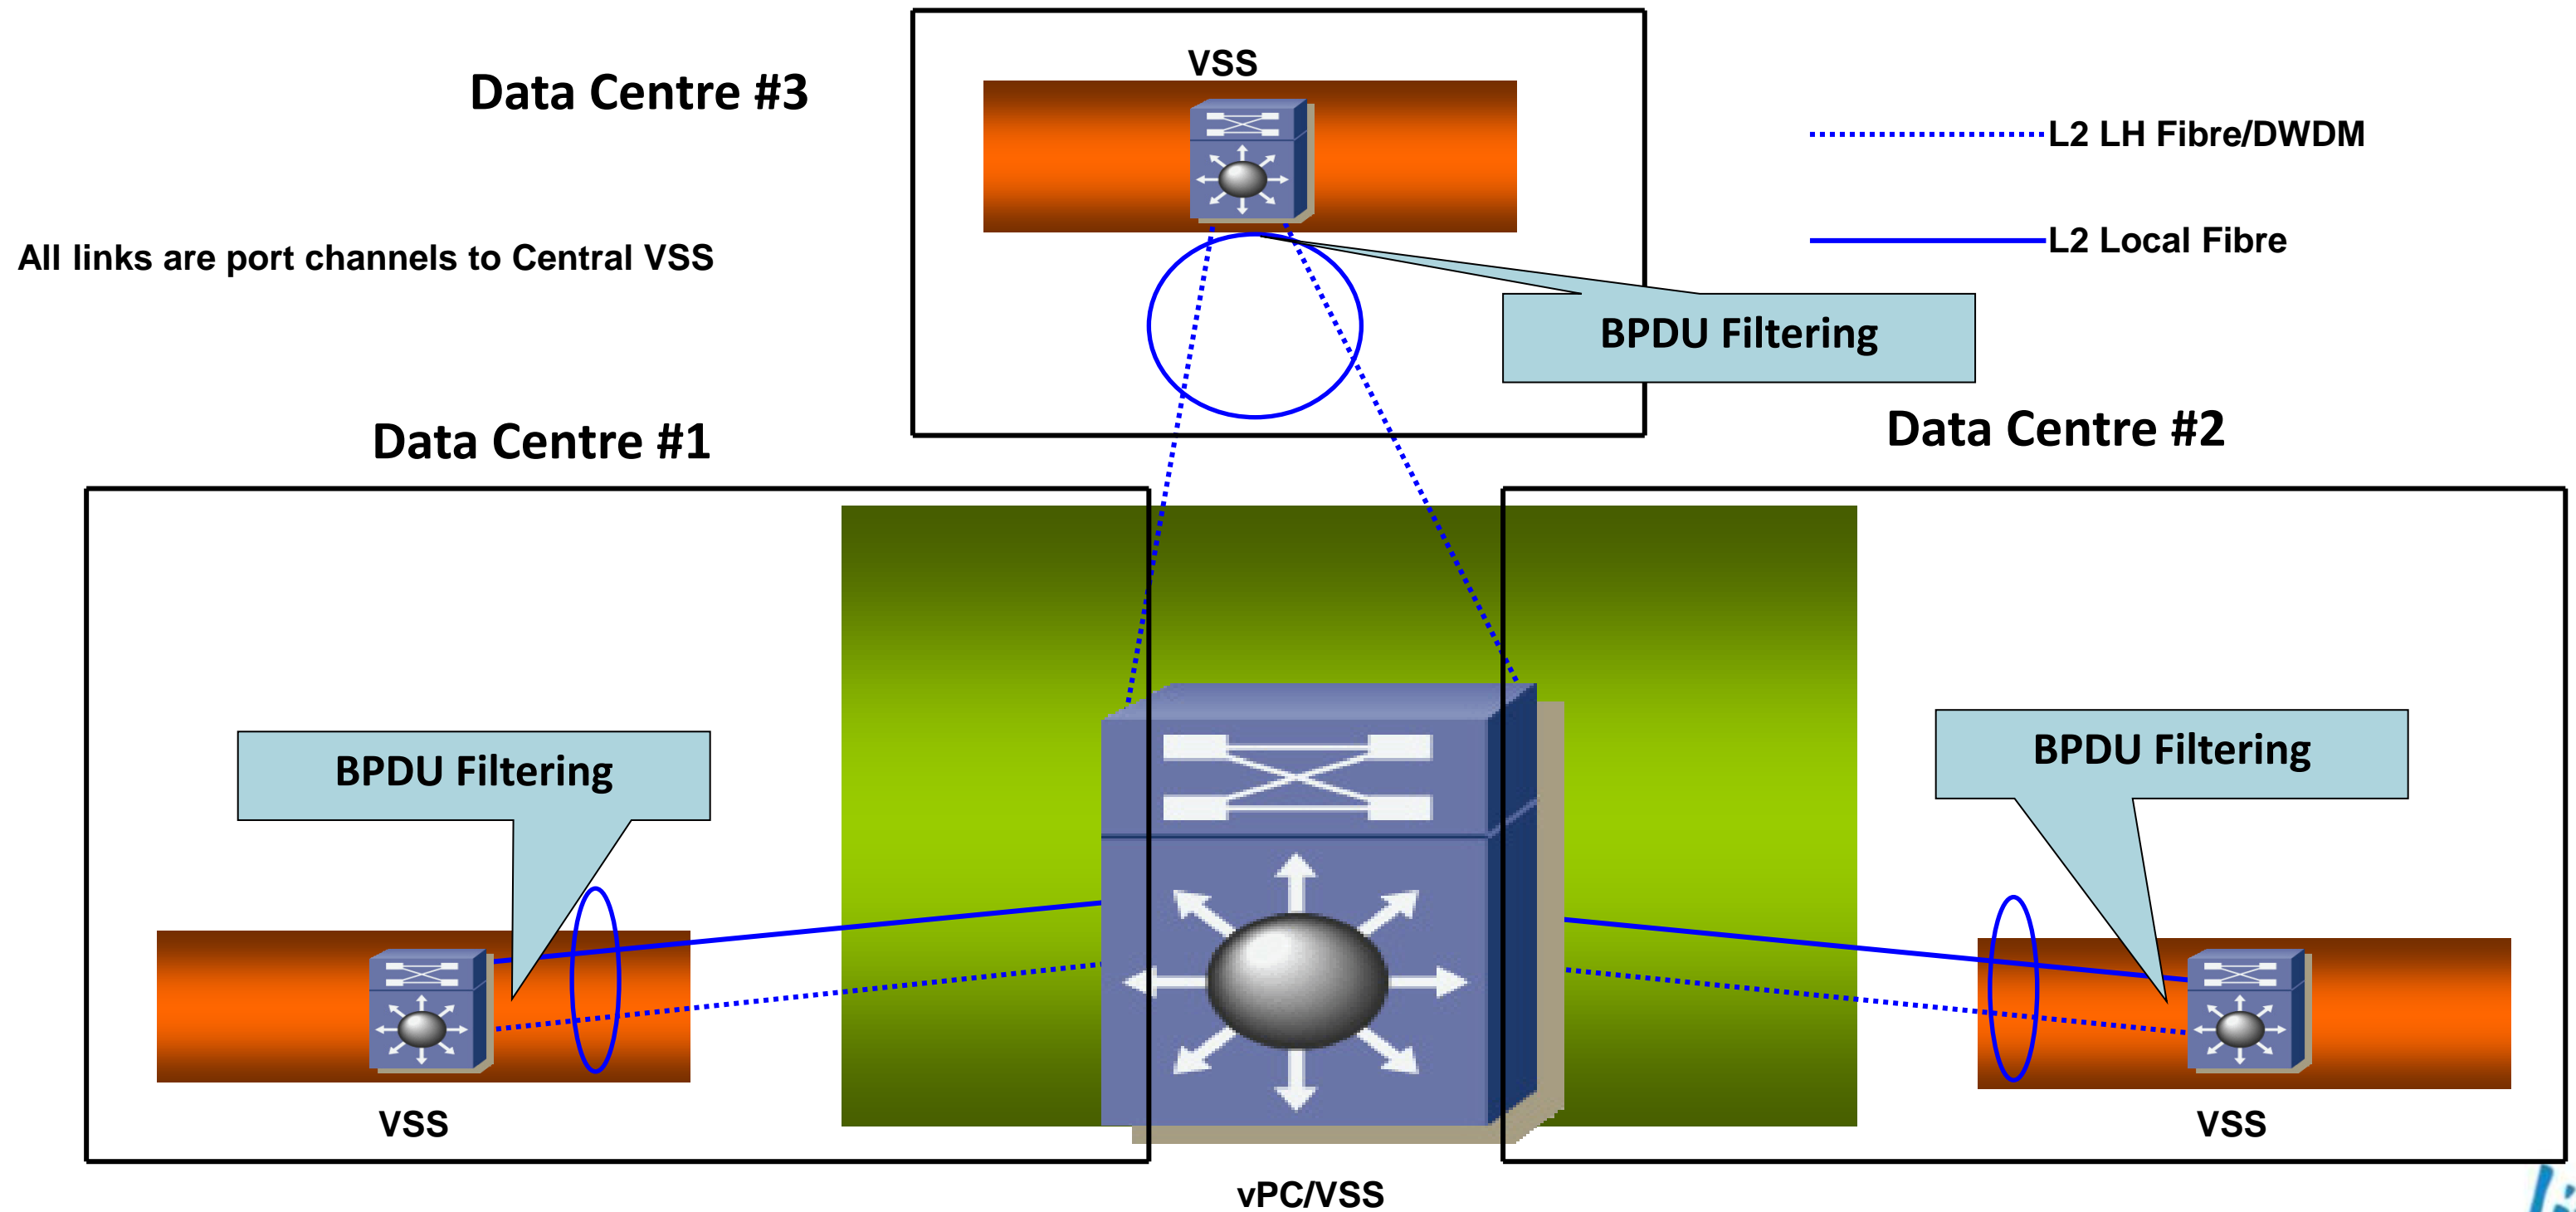 VSS
Data Centre #3
L2 LH Fibre/DWDM
All links are port channels to Central VSS
L2 Local Fibre
BPDU Filtering
Data Centre #1
Data Centre #2
BPDU Filtering
BPDU Filtering
VSS
VSS
vPC/VSS